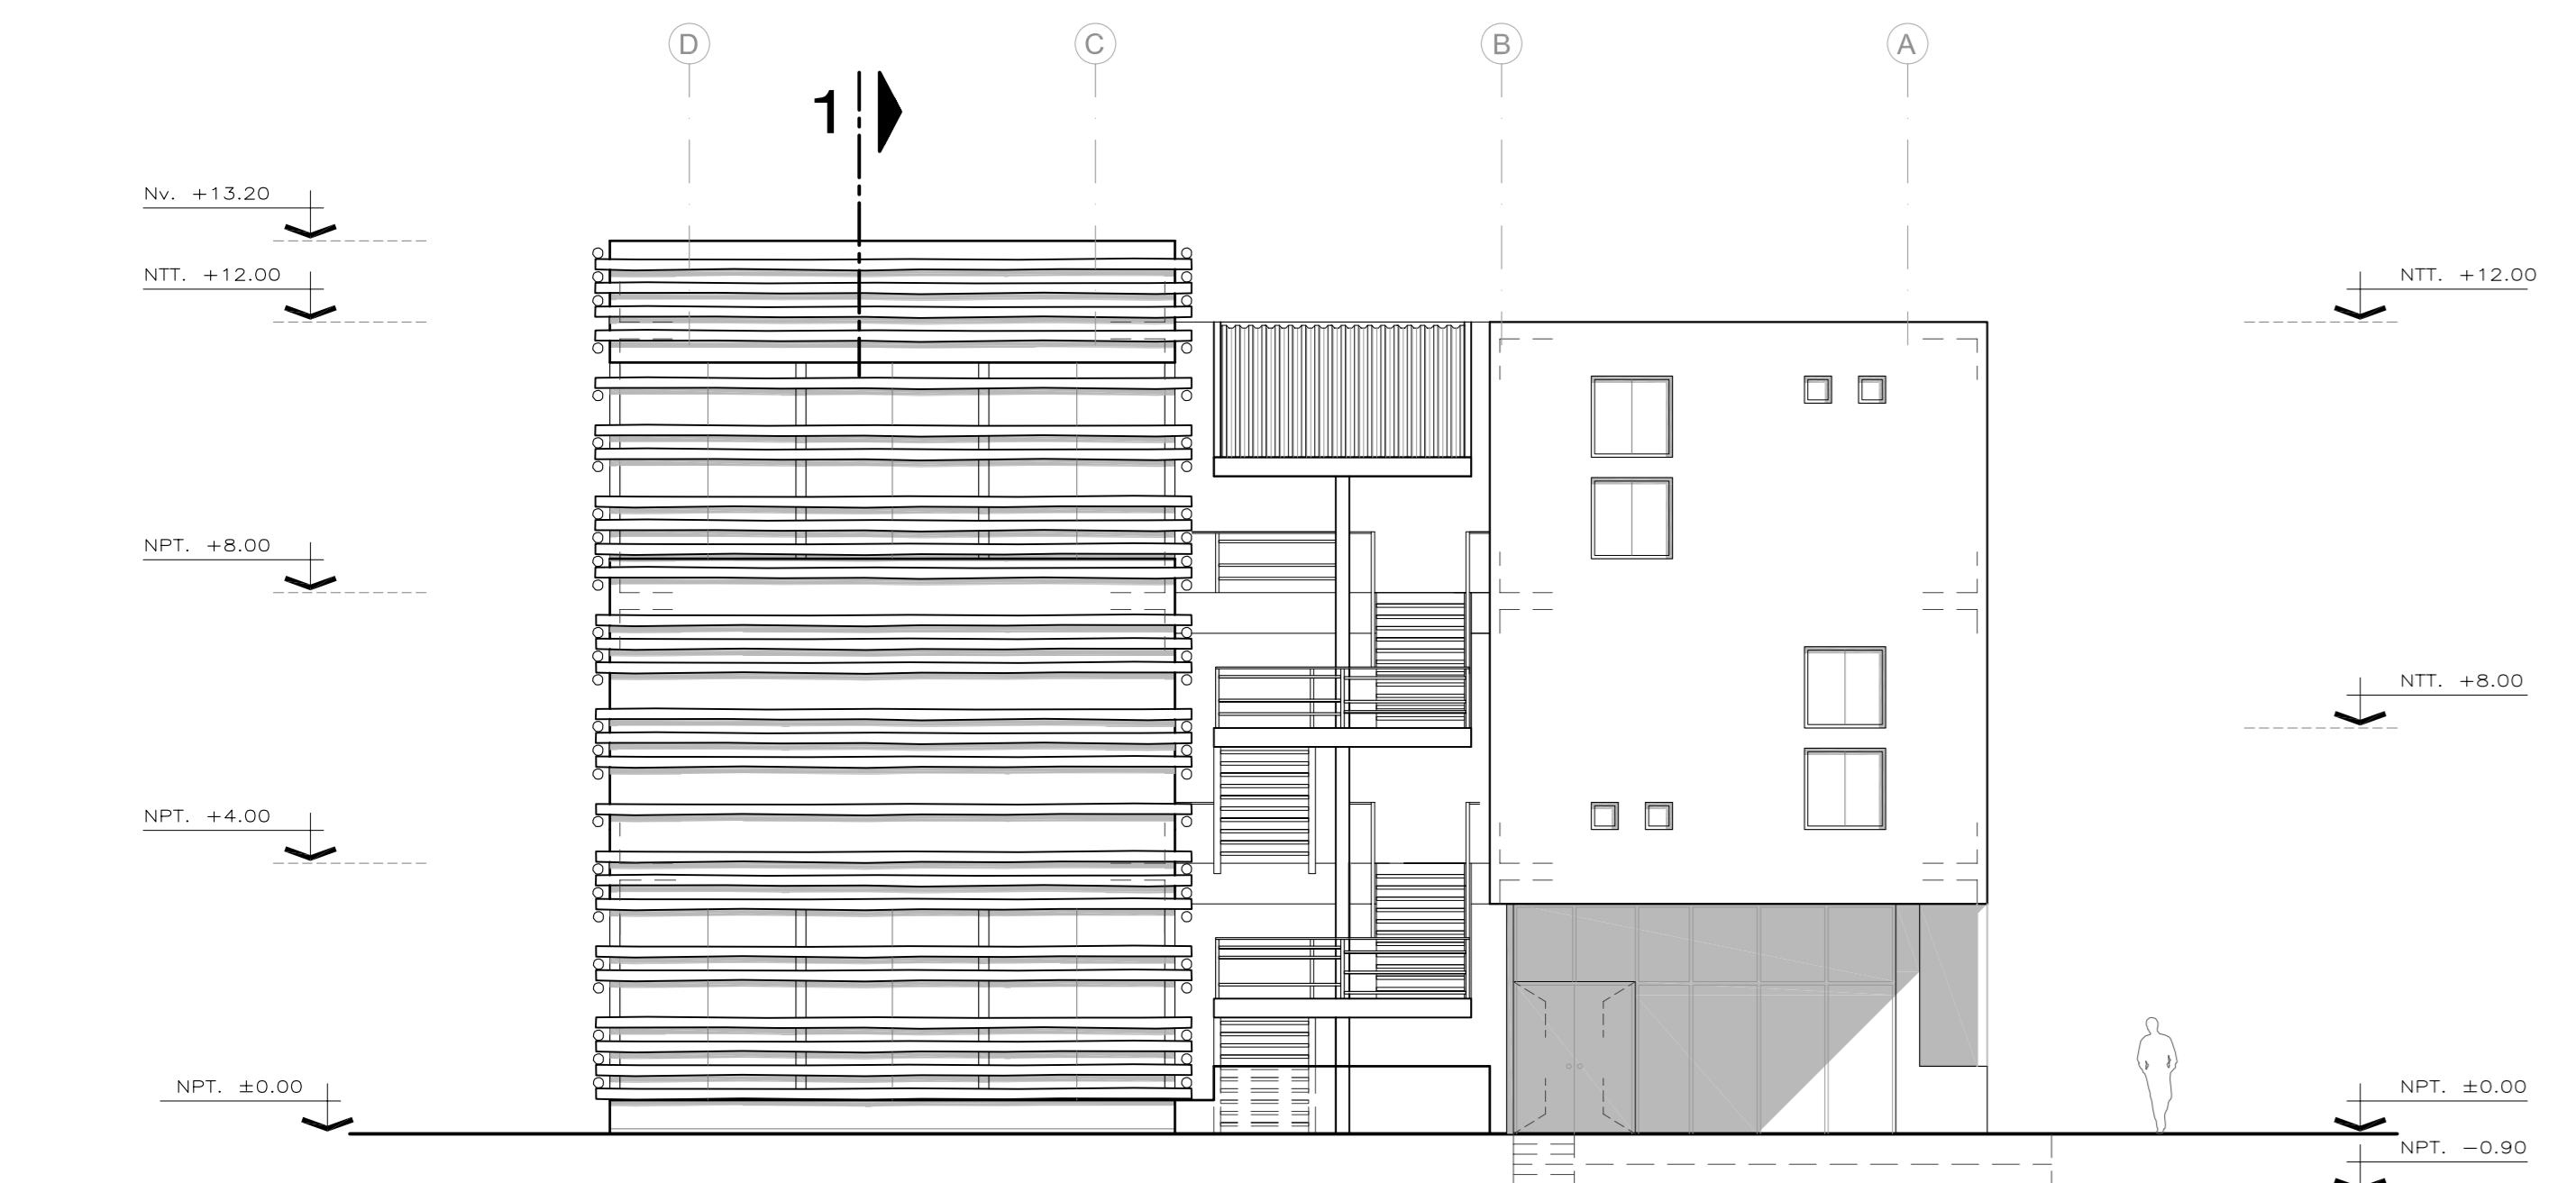 D C B A
1
Nv. +13.20
NTT. +12.00 NTT. +12.00
NPT. +8.00
NTT. +8.00
NPT. +4.00
NPT. ±0.00 NPT. ±0.00
NPT. −0.90